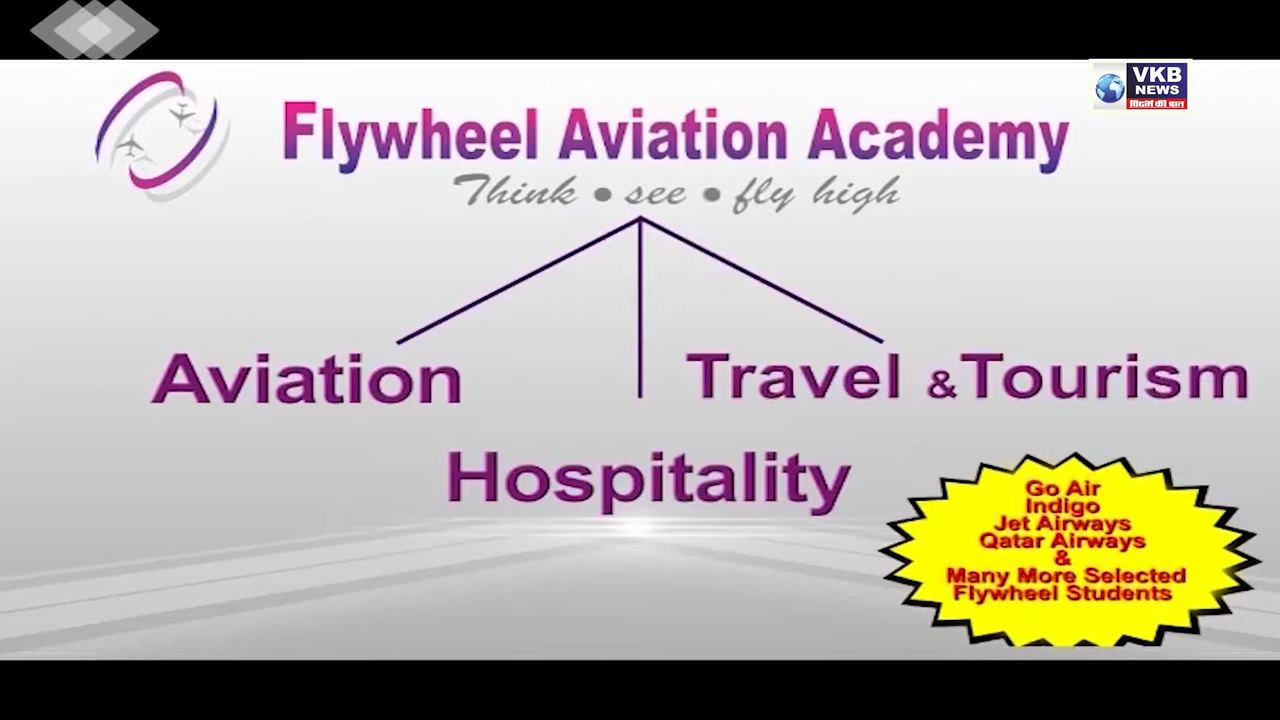 VKB
NEWS
विदर्भ की बात
Flywheel Aviation Academy
Think • see • fly high
Aviation
Travel & Tourism
Hospitality
Go Air
Indigo
Jet Airways
Qatar Airways
&
Many More Selected
Flywheel Students